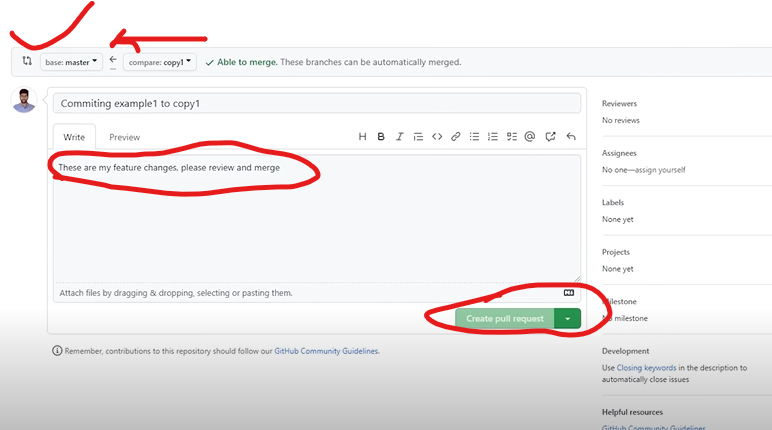 base: master compare: copy1 Able to merge. These branches can be automatically merged.
Commiting example1 to copy1
Write Preview
These are my feature changes, please review and merge
Attach files by dragging & dropping, selecting or pasting them.
Create pull request
Remember, contributions to this repository should follow our GitHub Community Guidelines.
Reviewers
No reviews
Assignees
No one—assign yourself
Labels
None yet
Projects
None yet
Milestone
No milestone
Development
Use Closing keywords in the description to
automatically close issues
Helpful resources
GitHub Community Guidelines